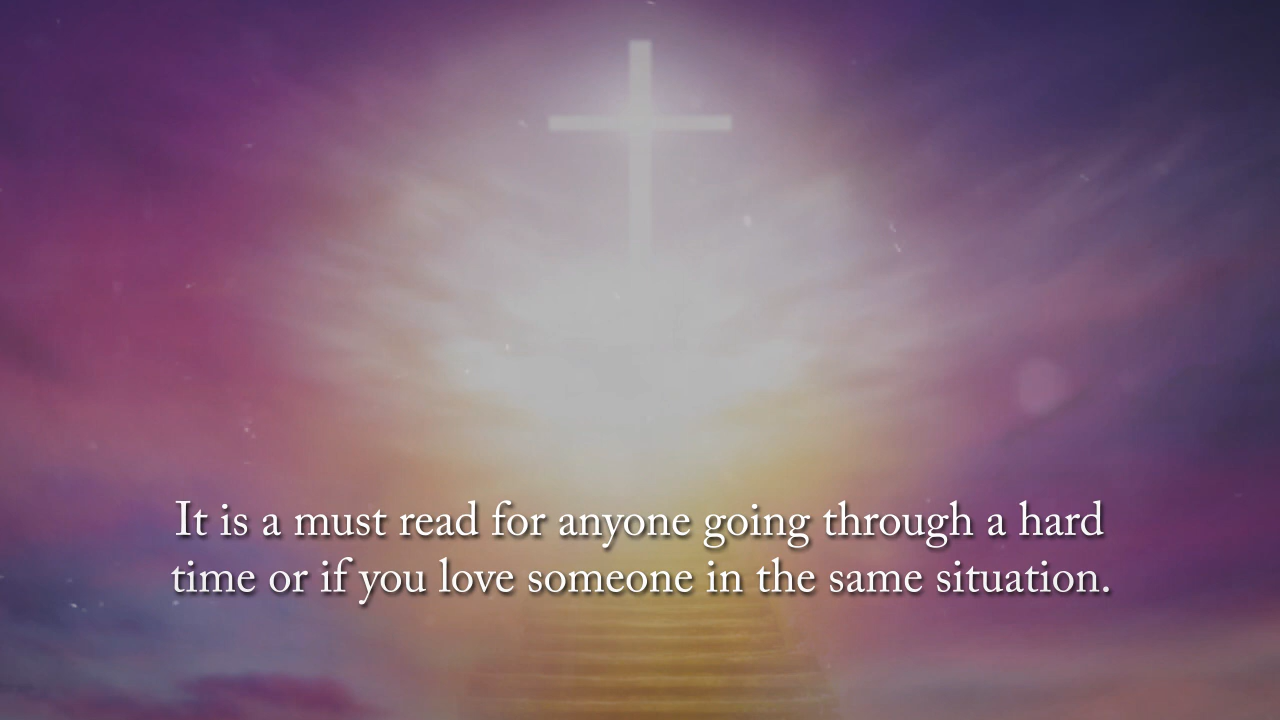 It is a must read for anyone going through a hard
time or if you love someone in the same situation.